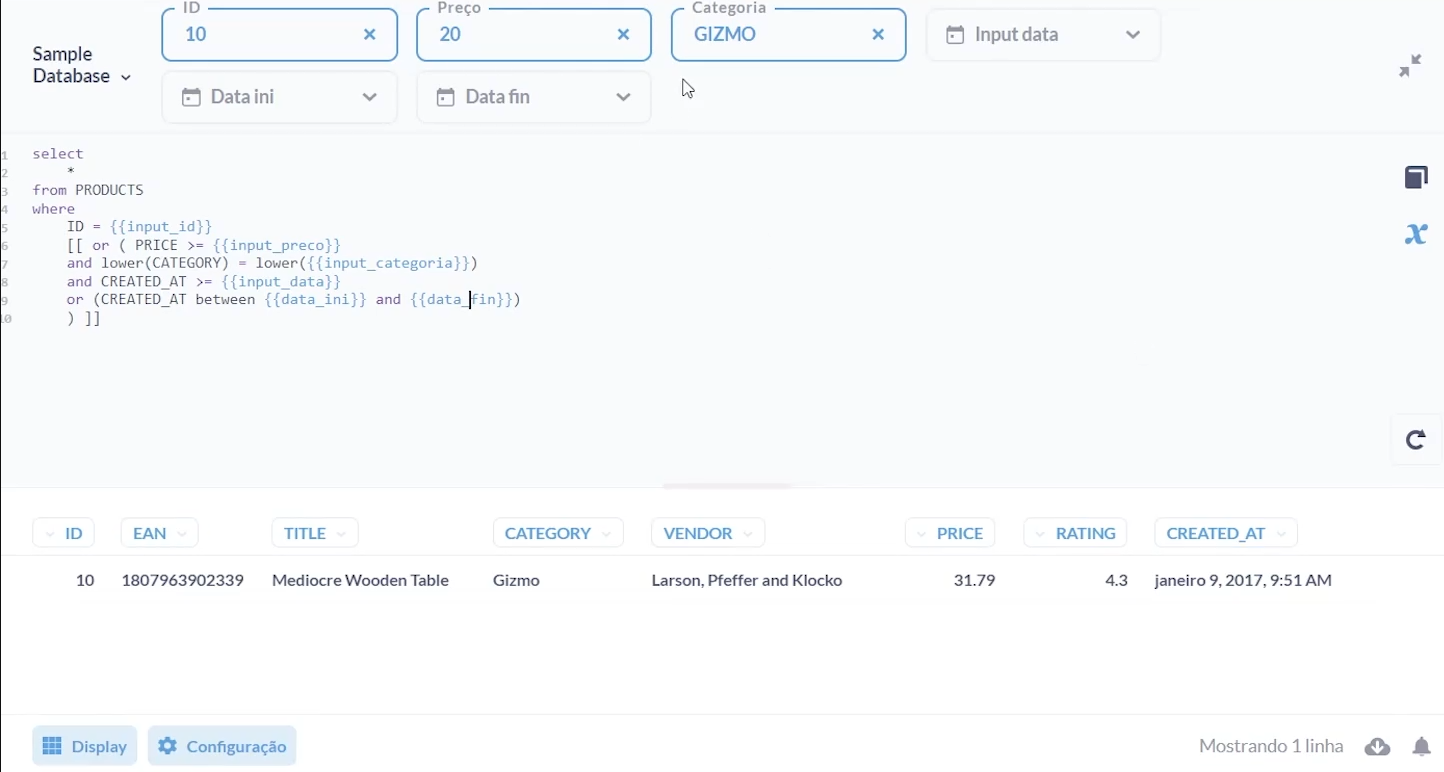 ID
Preço
Categoria
10
20
GIZMO
Input data
Sample
Database
Data ini
Data fin
1 select
2 *
3 from PRODUCTS
4 where
5 ID = {{input_id}}
6 [[ or ( PRICE >= {{input_preco}}
7 and lower(CATEGORY) = lower({{input_categoria}})
8 and CREATED_AT >= {{input_data}}
9 or (CREATED_AT between {{data_ini}} and {{data_fin}})
10 ) ]]
x
ID EAN TITLE CATEGORY VENDOR PRICE RATING CREATED_AT
10 1807963902339 Mediocre Wooden Table Gizmo Larson, Pfeffer and Klocko 31.79 4.3 janeiro 9, 2017, 9:51 AM
Display Configuração Mostrando 1 linha